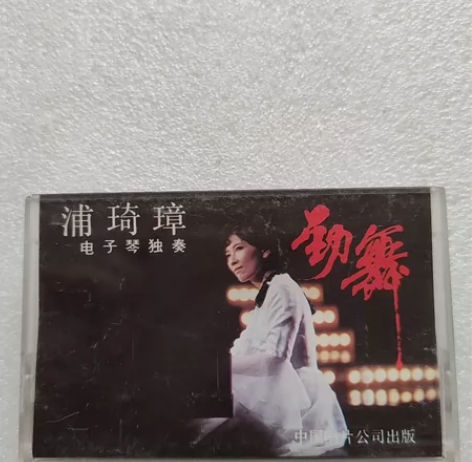 浦琦璋
电子琴独奏
劲舞
中国唱片公司出版